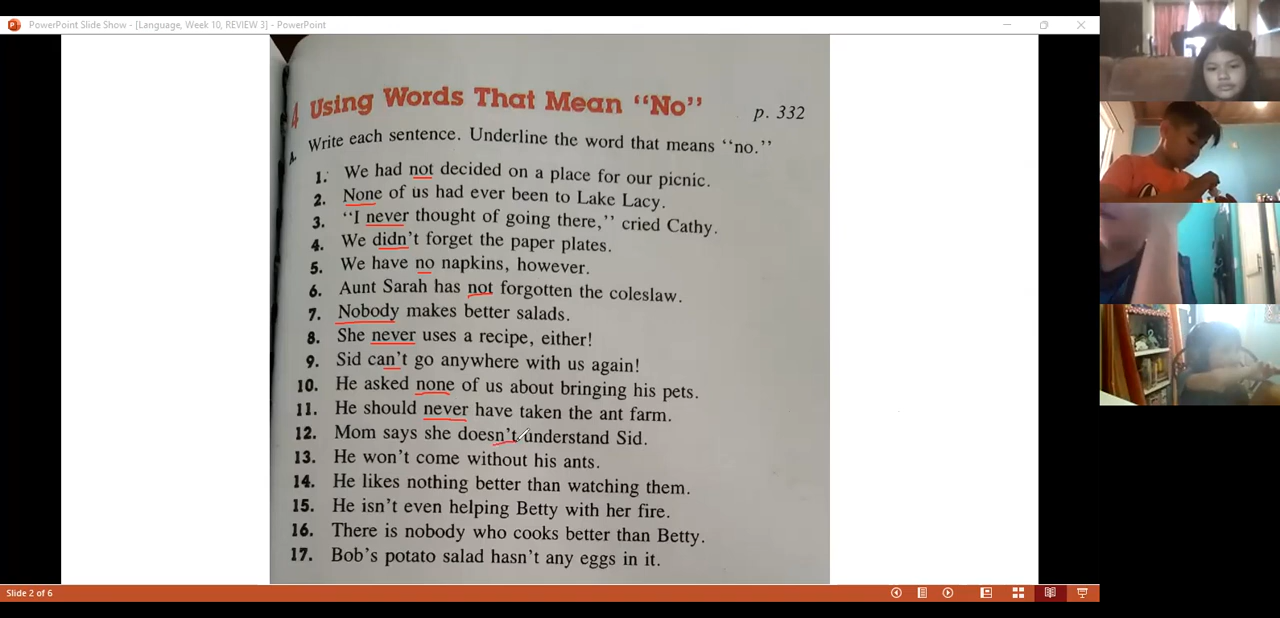 PowerPoint Slide Show - [Language, Week 10, REVIEW 3] - PowerPoint
4 Using Words That Mean "No" p. 332
A. Write each sentence. Underline the word that means "no."
1. We had not decided on a place for our picnic.
2. None of us had ever been to Lake Lacy.
3. "I never thought of going there," cried Cathy.
4. We didn't forget the paper plates.
5. We have no napkins, however.
6. Aunt Sarah has not forgotten the coleslaw.
7. Nobody makes better salads.
8. She never uses a recipe, either!
9. Sid can't go anywhere with us again!
10. He asked none of us about bringing his pets.
11. He should never have taken the ant farm.
12. Mom says she doesn't understand Sid.
13. He won't come without his ants.
14. He likes nothing better than watching them.
15. He isn't even helping Betty with her fire.
16. There is nobody who cooks better than Betty.
17. Bob's potato salad hasn't any eggs in it.
Slide 2 of 6